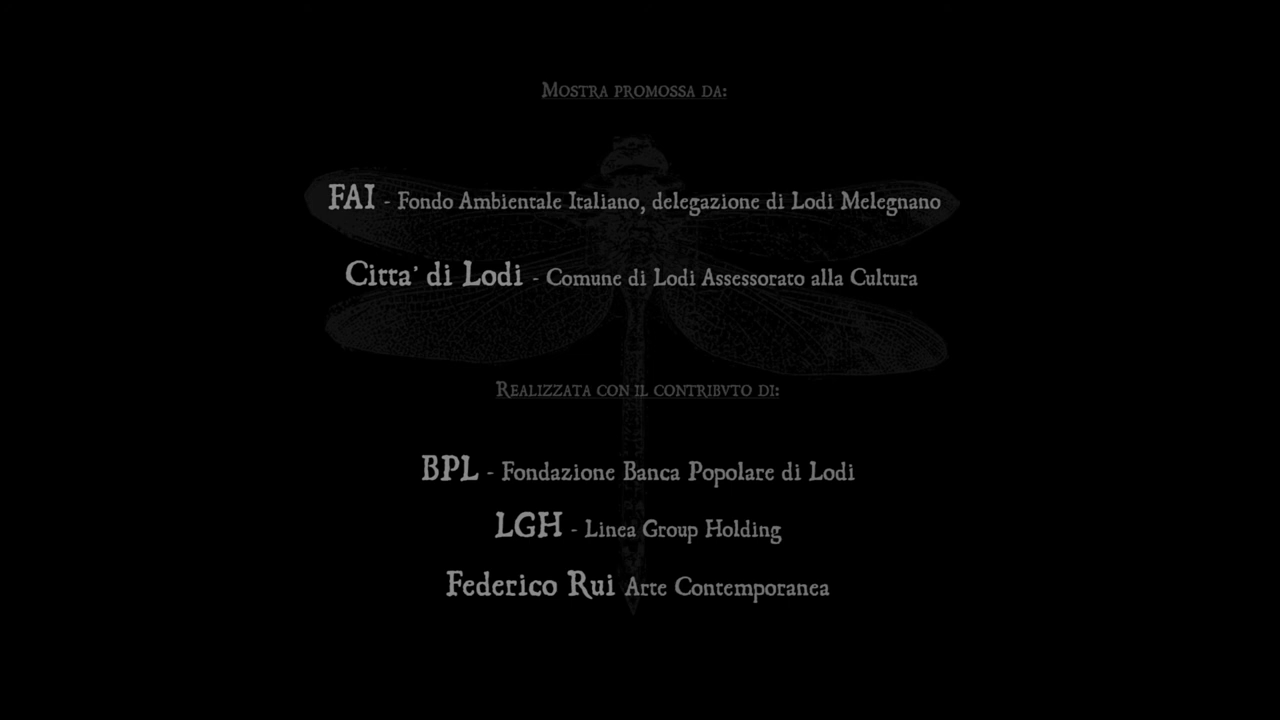 Mostra promossa da:
FAI - Fondo Ambientale Italiano, delegazione di Lodi Melegnano
Citta' di Lodi - Comune di Lodi Assessorato alla Cultura
Realizzata con il contribvto di:
BPL - Fondazione Banca Popolare di Lodi
LGH - Linea Group Holding
Federico Rui Arte Contemporanea